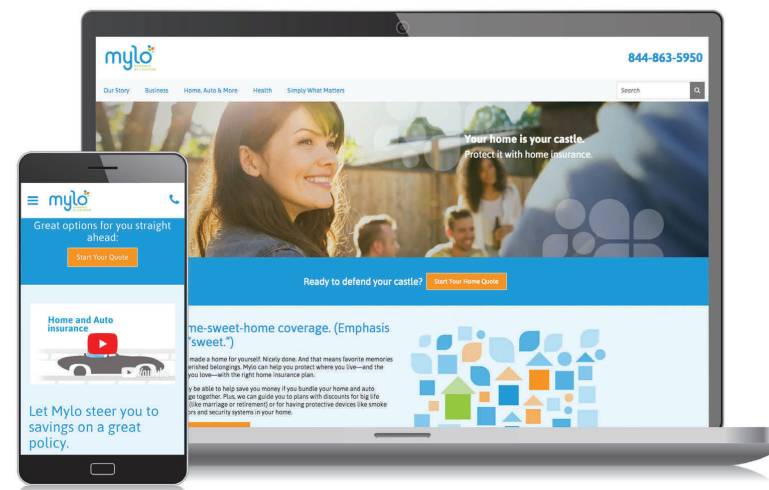 mylo
844-863-5950
Our Story Business Home, Auto & More Health Simply What Matters Search
Your home is your castle.
Protect it with home insurance.
Ready to defend your castle? Start Your Home Quote
me-sweet-home coverage. (Emphasis
"sweet.")
made a home for yourself. Nicely done. And that means favorite memories
erished belongings. Mylo can help you protect where you live—and the
you love—with the right home insurance plan.
y be able to help save you money if you bundle your home and auto
ge together. Plus, we can guide you to plans with discounts for big life
(like marriage or retirement) or for having protective devices like smoke
ors and security systems in your home.
mylo
Great options for you straight
ahead:
Start Your Quote
Home and Auto
insurance
YouTube
Let Mylo steer you to
savings on a great
policy.